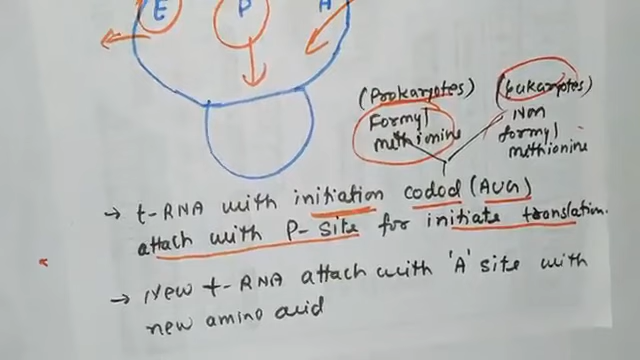 E P A
(Prokaryotes) (Eukaryotes)
Formyl methionine
Non formyl methionine
→ t-RNA with initiation codod (AUG)
attach with P-site for initiate translation.
→ New t-RNA attach with 'A' site with
new amino acid